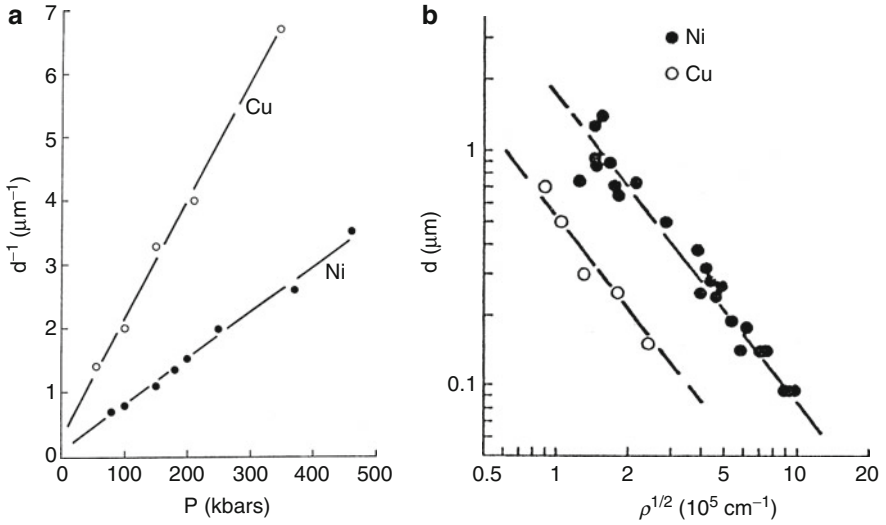 a
7
6
5
4
3
2
1
0
0 100 200 300 400 500
P (kbars)
d⁻¹ (μm⁻¹)
Cu
Ni
b
Ni
Cu
1
0.1
d (μm)
0.5 1 2 5 10 20
ρ^1/2 (10⁵ cm⁻¹)